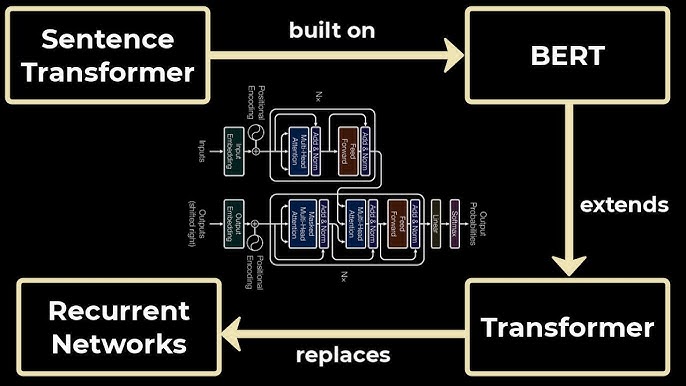 Sentence
Transformer
built on
BERT
extends
Transformer
replaces
Recurrent
Networks
Inputs
Input
Embedding
Positional
Encoding
N×
Multi-Head
Attention
Add & Norm
Feed
Forward
Add & Norm
Outputs
(shifted right)
Output
Embedding
Positional
Encoding
N×
Masked
Multi-Head
Attention
Add & Norm
Multi-Head
Attention
Add & Norm
Feed
Forward
Add & Norm
Linear
Softmax
Output
Probabilities